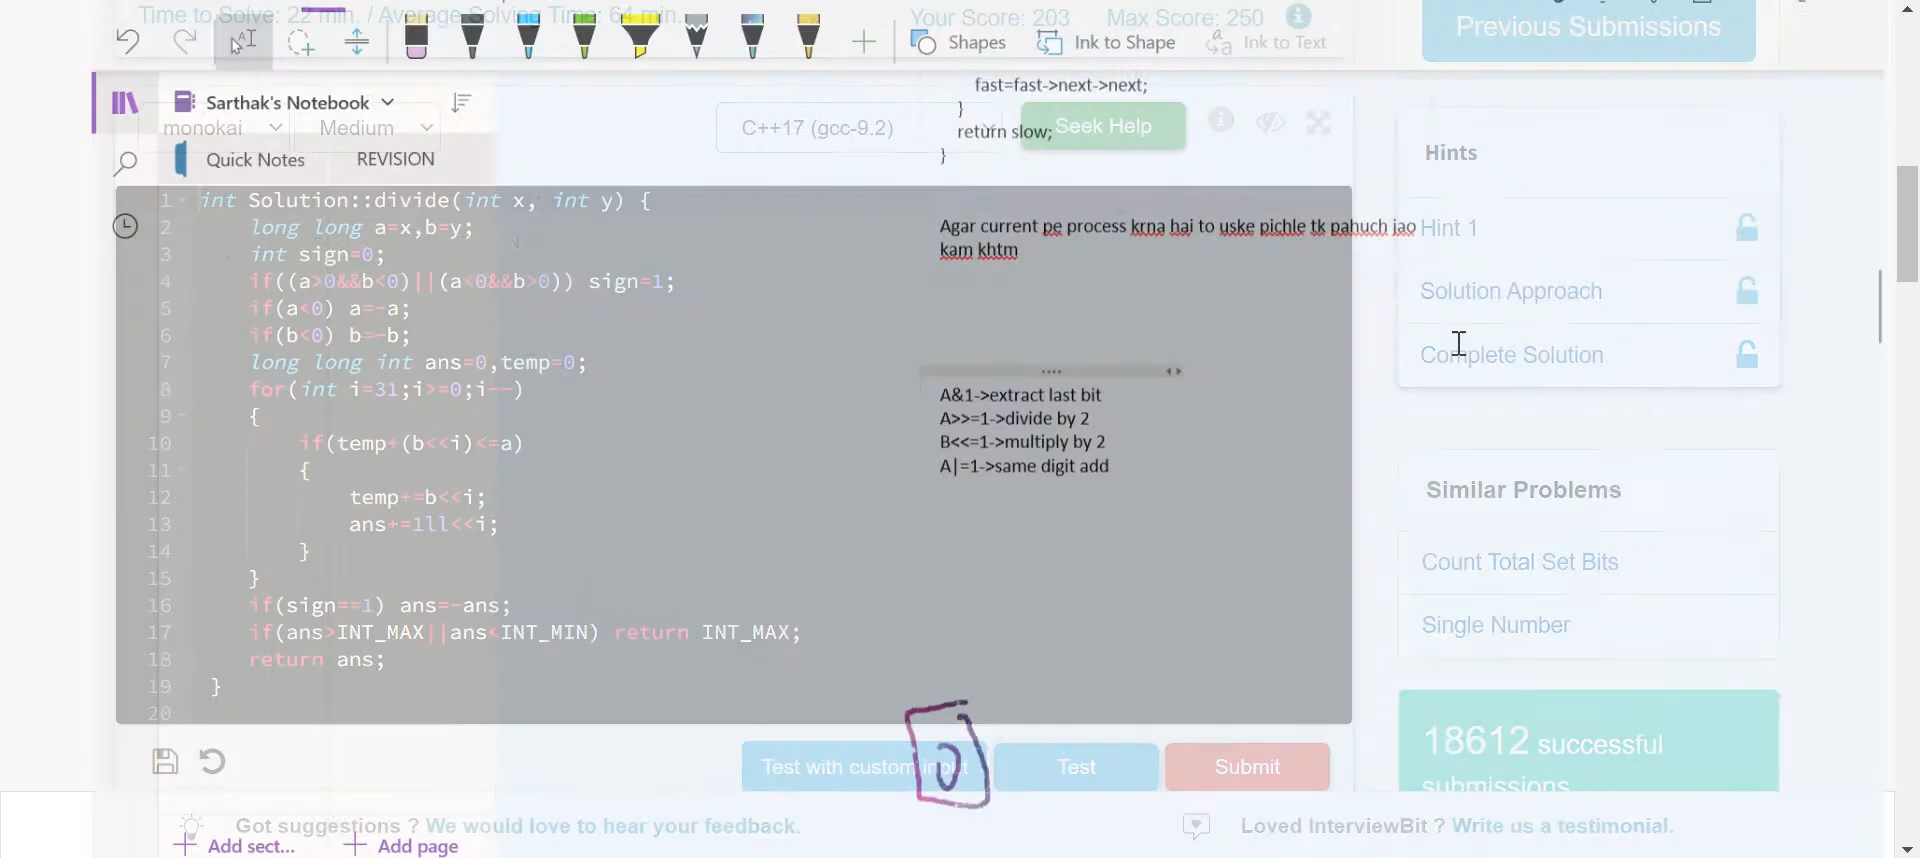 Time to Solve: 22 min. / Average Solving Time: 64 min.
Your Score: 203
Max Score: 250
Previous Submissions
Shapes
Ink to Shape
Ink to Text
Sarthak's Notebook
monokai
Medium
C++17 (gcc-9.2)
Seek Help
Quick Notes
REVISION
fast=fast->next->next;
}
return slow;
}
1 int Solution::divide(int x, int y) {
2 long long a=x,b=y;
3 int sign=0;
4 if((a>0&&b<0)||(a<0&&b>0)) sign=1;
5 if(a<0) a=-a;
6 if(b<0) b=-b;
7 long long int ans=0,temp=0;
8 for(int i=31;i>=0;i--)
9 {
10 if(temp+(b<<i)<=a)
11 {
12 temp+=b<<i;
13 ans+=1ll<<i;
14 }
15 }
16 if(sign==1) ans=-ans;
17 if(ans>INT_MAX||ans<INT_MIN) return INT_MAX;
18 return ans;
19 }
20
Agar current pe process krna hai to uske pichle tk pahuch jao
kam khtm
A&1->extract last bit
A>>=1->divide by 2
B<<=1->multiply by 2
A|=1->same digit add
Hints
Hint 1
Solution Approach
Complete Solution
Similar Problems
Count Total Set Bits
Single Number
18612 successful
submissions
Test with custom input
Test
Submit
0
Got suggestions ? We would love to hear your feedback.
Loved InterviewBit ? Write us a testimonial.
Add sect...
Add page